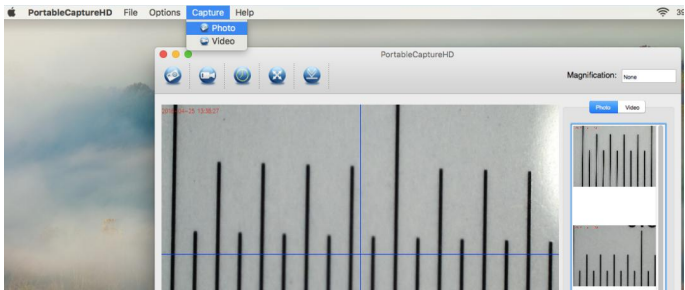 PortableCaptureHD File Options Capture Help
Photo
Video
PortableCaptureHD
Magnification: None
Photo Video